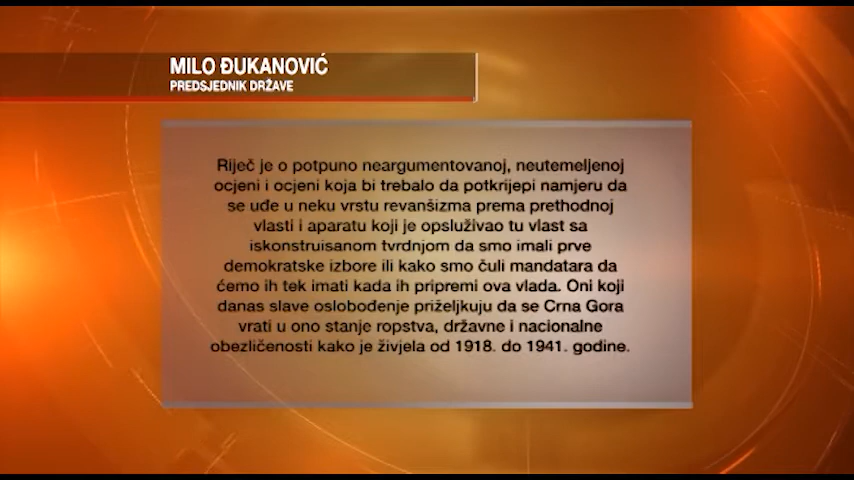 MILO ĐUKANOVIĆ
PREDSJEDNIK DRŽAVE
Riječ je o potpuno neargumentovanoj, neutemeljenoj
ocjeni i ocjeni koja bi trebalo da potkrijepi namjeru da
se uđe u neku vrstu revanšizma prema prethodnoj
vlasti i aparatu koji je opsluživao tu vlast sa
iskonstruisanom tvrdnjom da smo imali prve
demokratske izbore ili kako smo čuli mandatara da
ćemo ih tek imati kada ih pripremi ova vlada. Oni koji
danas slave oslobođenje priželjkuju da se Crna Gora
vrati u ono stanje ropstva, državne i nacionalne
obezličenosti kako je živjela od 1918. do 1941. godine.